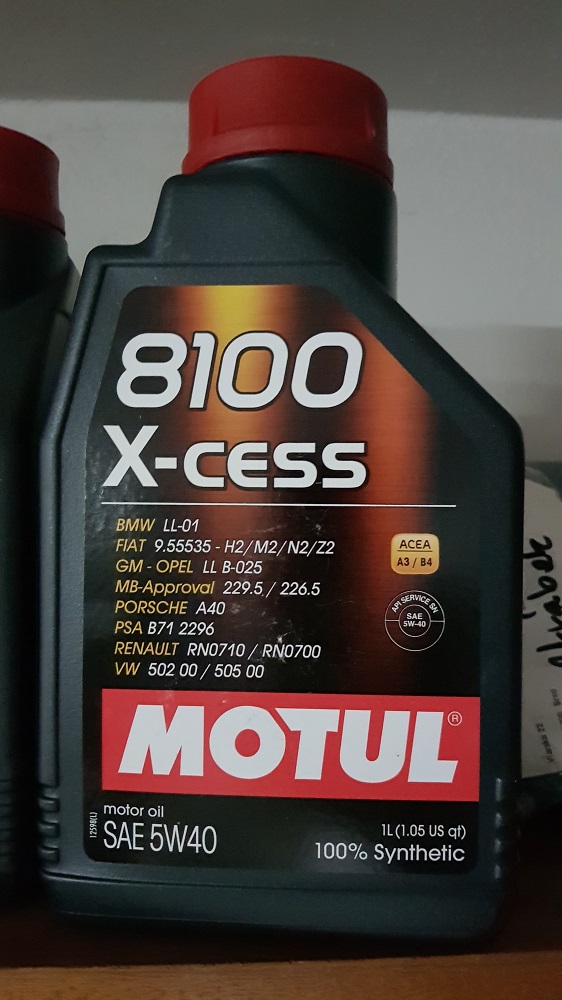 8100
X-cess
BMW LL-01
FIAT 9.55535 - H2/M2/N2/Z2
GM - OPEL LL B-025
MB-Approval 229.5 / 226.5
PORSCHE A40
PSA B71 2296
RENAULT RN0710 / RN0700
VW 502 00 / 505 00
ACEA
A3 / B4
API SERVICE SN
SAE
5W-40
MOTUL®
motor oil
SAE 5W40
1L (1.05 US qt)
100% Synthetic